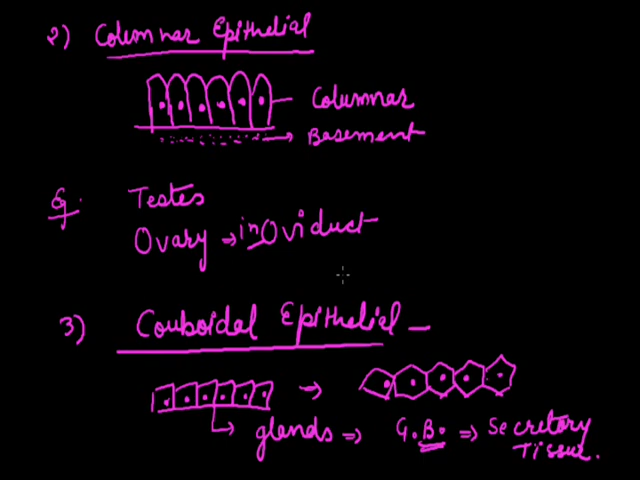 2) Columnar Epithelial
Columnar
Basement
Eg. Testes
Ovary → in Oviduct
3) Couboidal Epithelial –
→
→ glands ⇒ G.B. ⇒ Secretory Tissue.